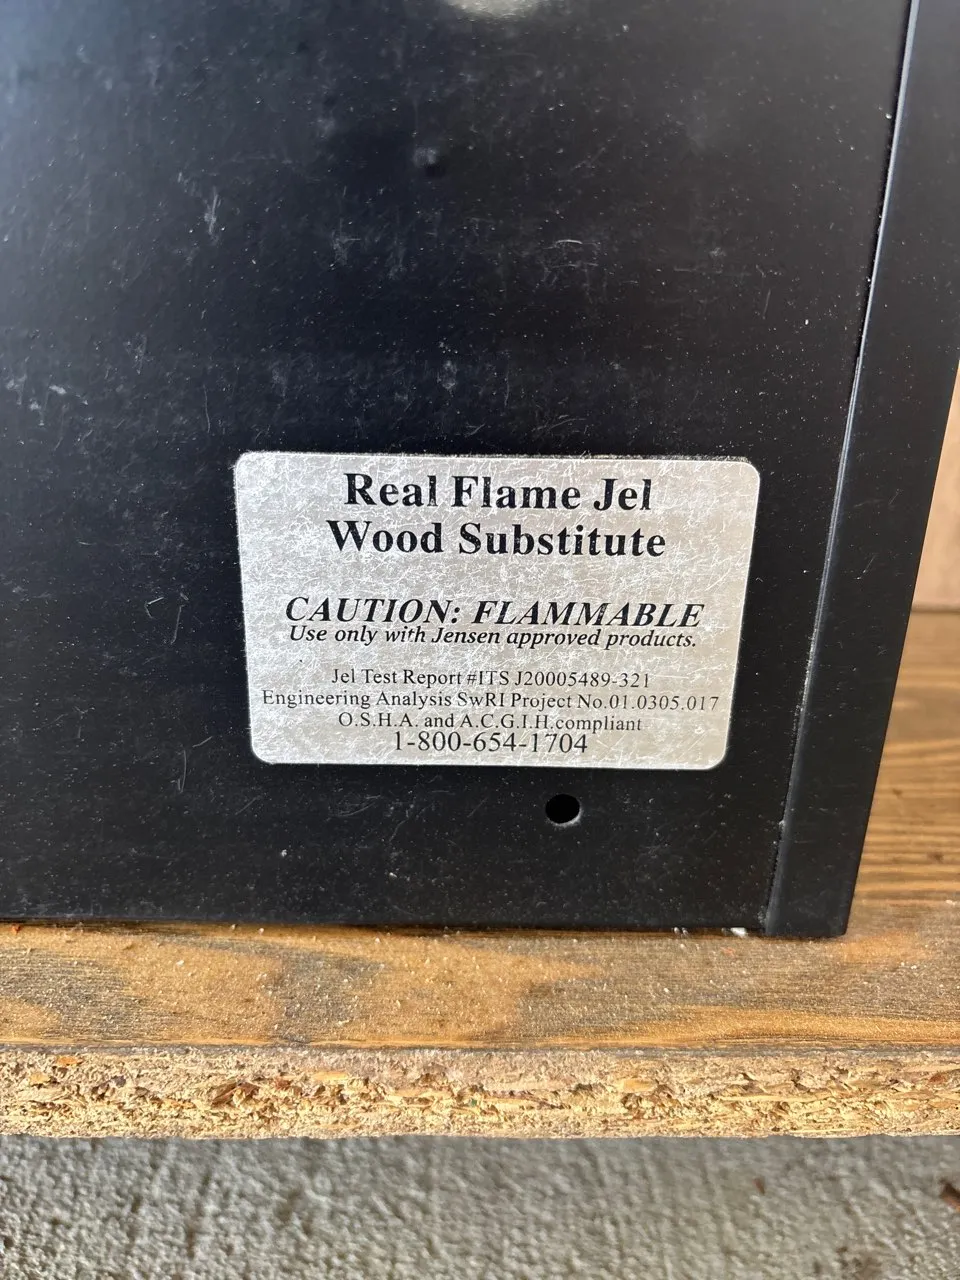 Real Flame Jel
Wood Substitute
CAUTION: FLAMMABLE
Use only with Jensen approved products.
Jel Test Report #ITS J20005489-321
Engineering Analysis SwRI Project No.01.0305.017
O.S.H.A. and A.C.G.I.H.compliant
1-800-654-1704